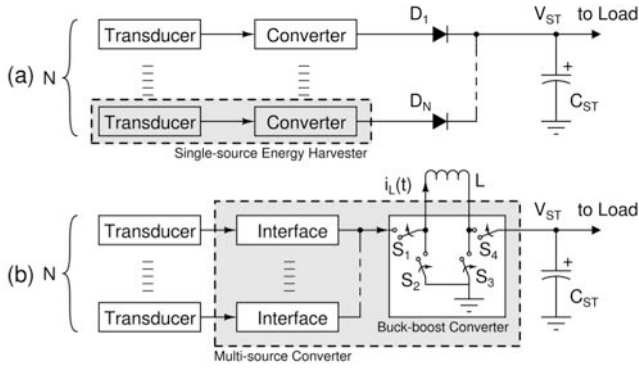 (a)
N
Transducer
Converter
D1
VST
to Load
+
CST
Transducer
Converter
DN
Single-source Energy Harvester
(b)
N
Transducer
Interface
iL(t)
L
S1
S4
S2
S3
VST
to Load
+
CST
Transducer
Interface
Buck-boost Converter
Multi-source Converter